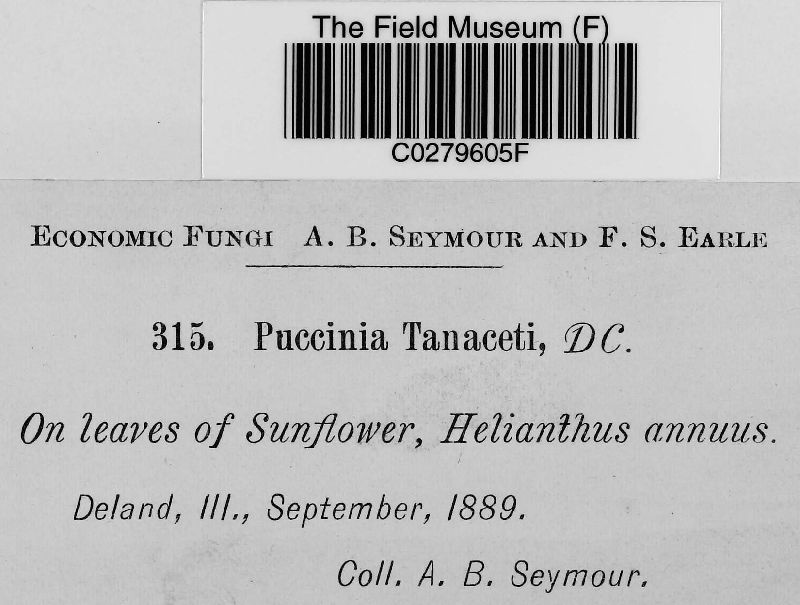 The Field Museum (F)
C0279605F
Economic Fungi A. B. Seymour and F. S. Earle
315. Puccinia Tanaceti, DC.
On leaves of Sunflower, Helianthus annuus.
Deland, Ill., September, 1889.
Coll. A. B. Seymour.